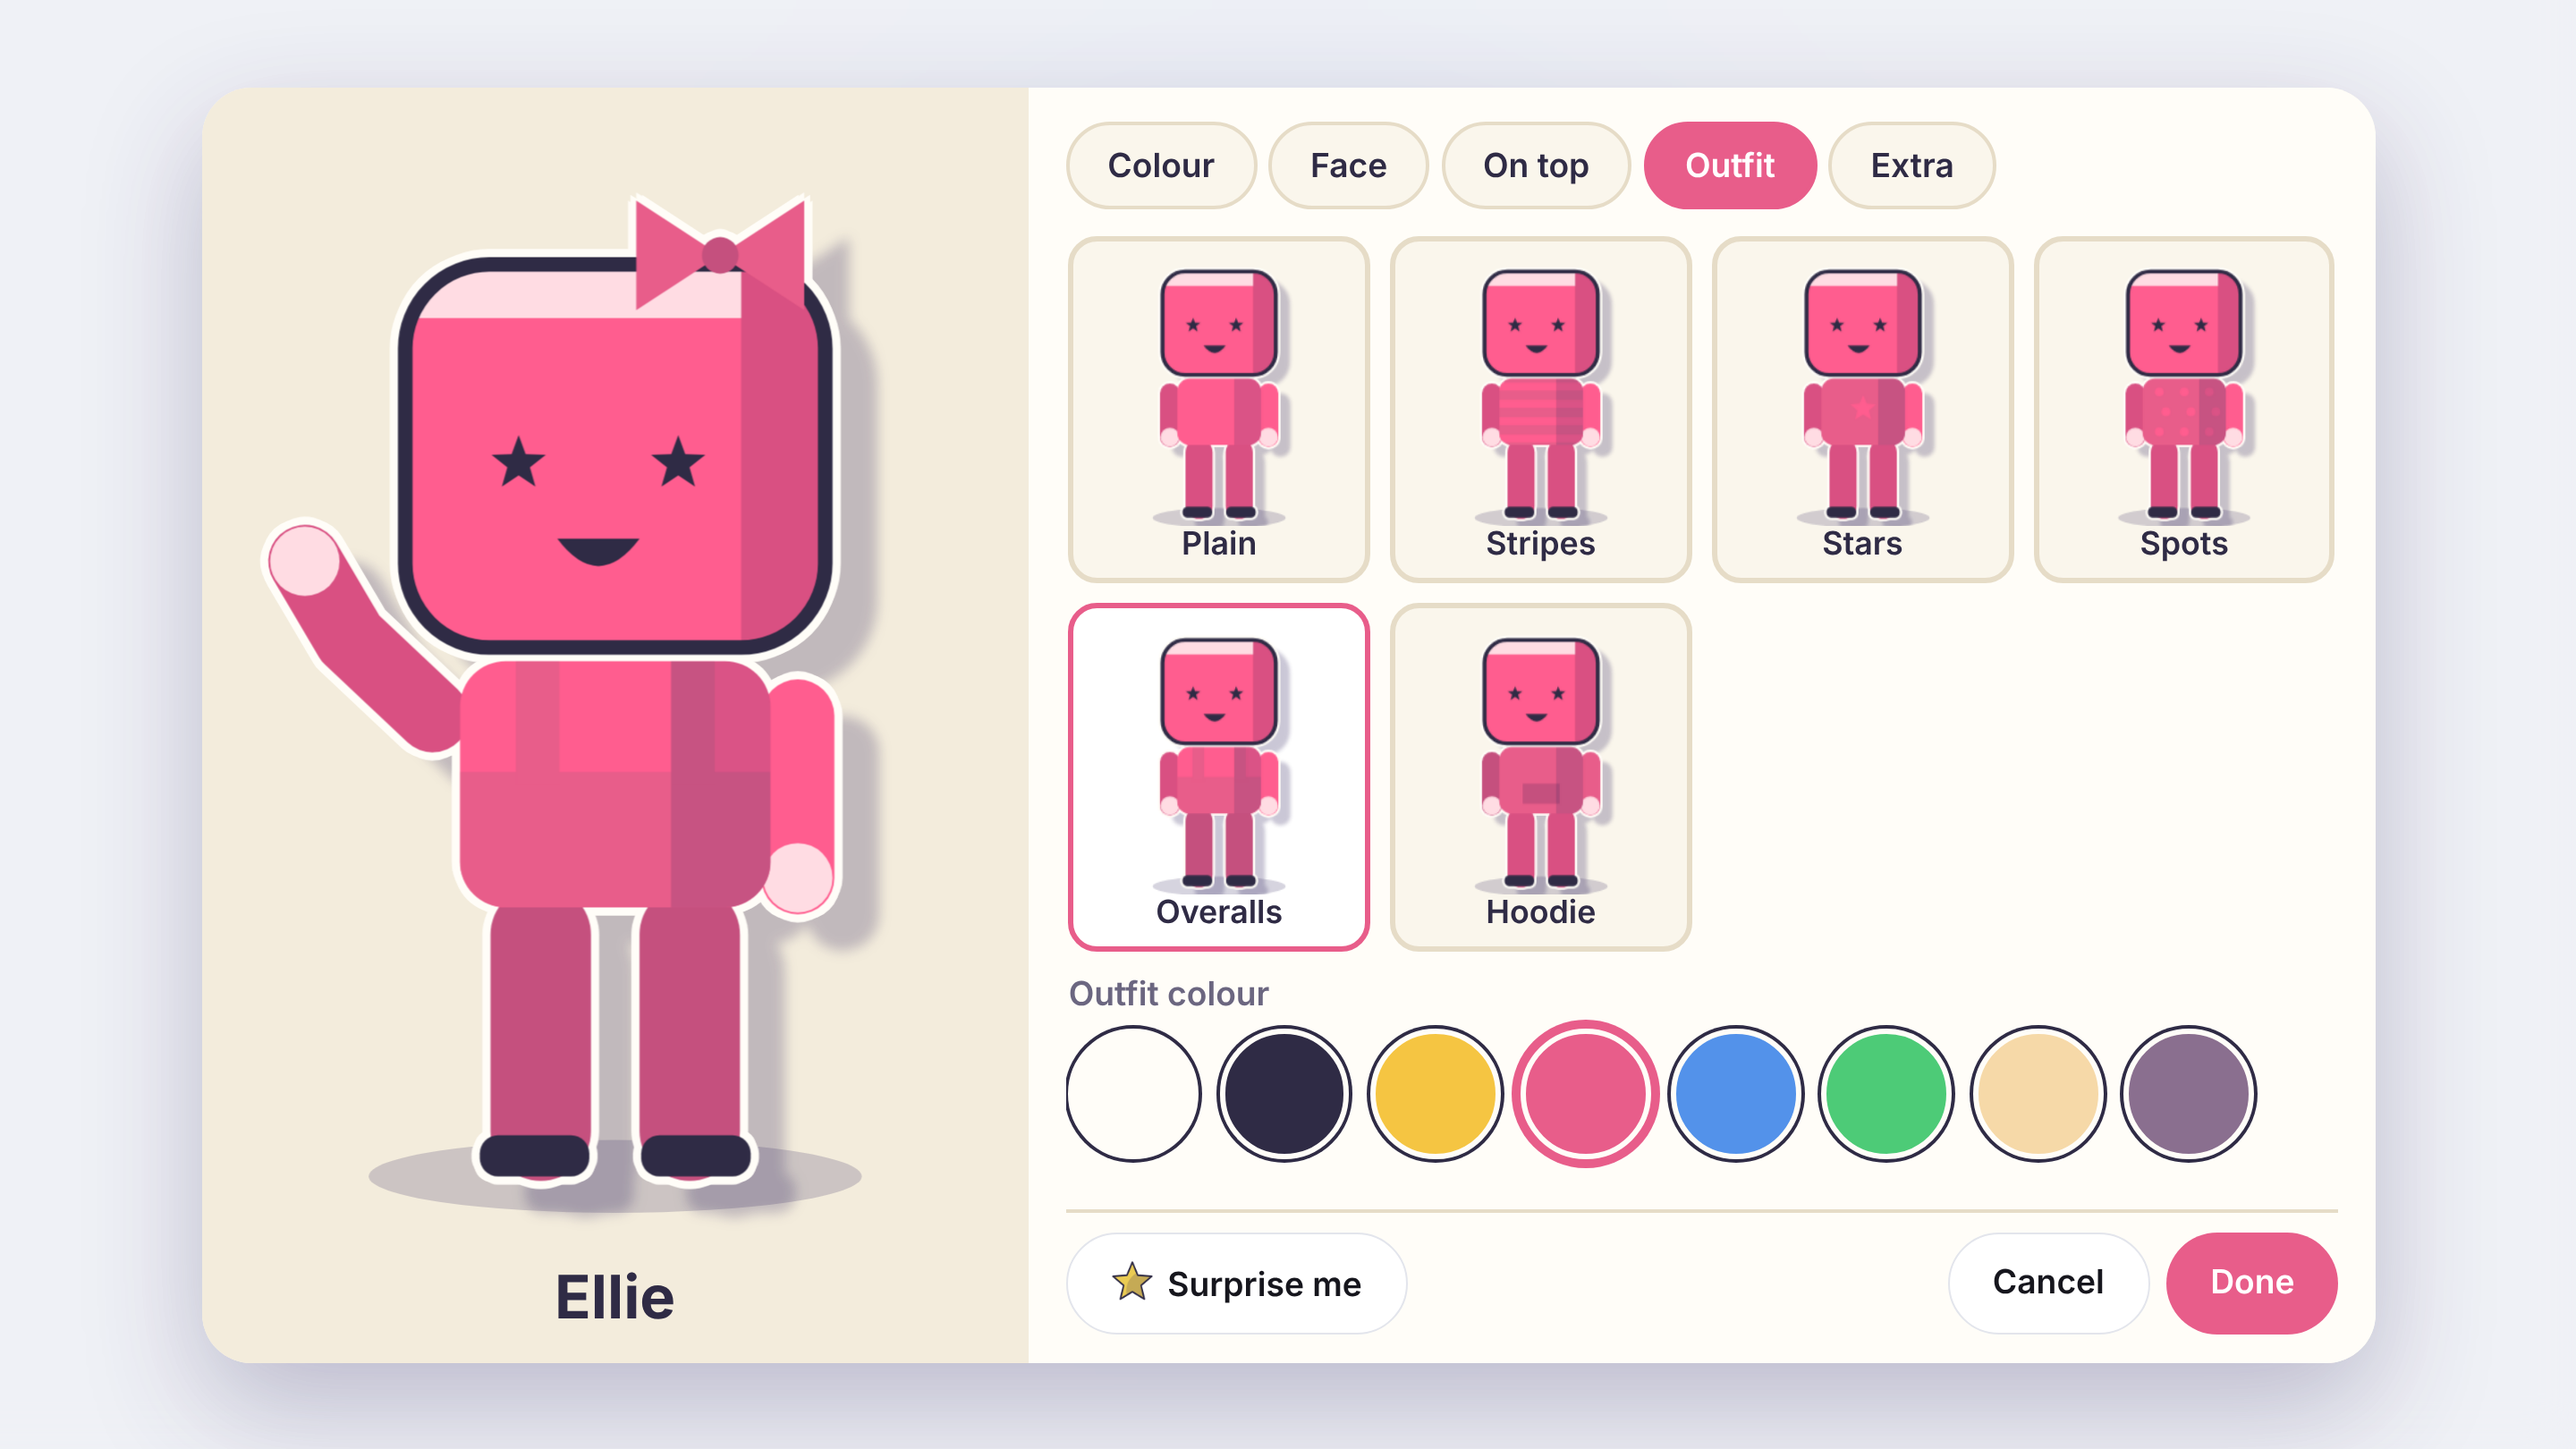 Colour
Face
On top
Outfit
Extra
Plain
Stripes
Stars
Spots
Overalls
Hoodie
Outfit colour
Surprise me
Cancel
Done
Ellie